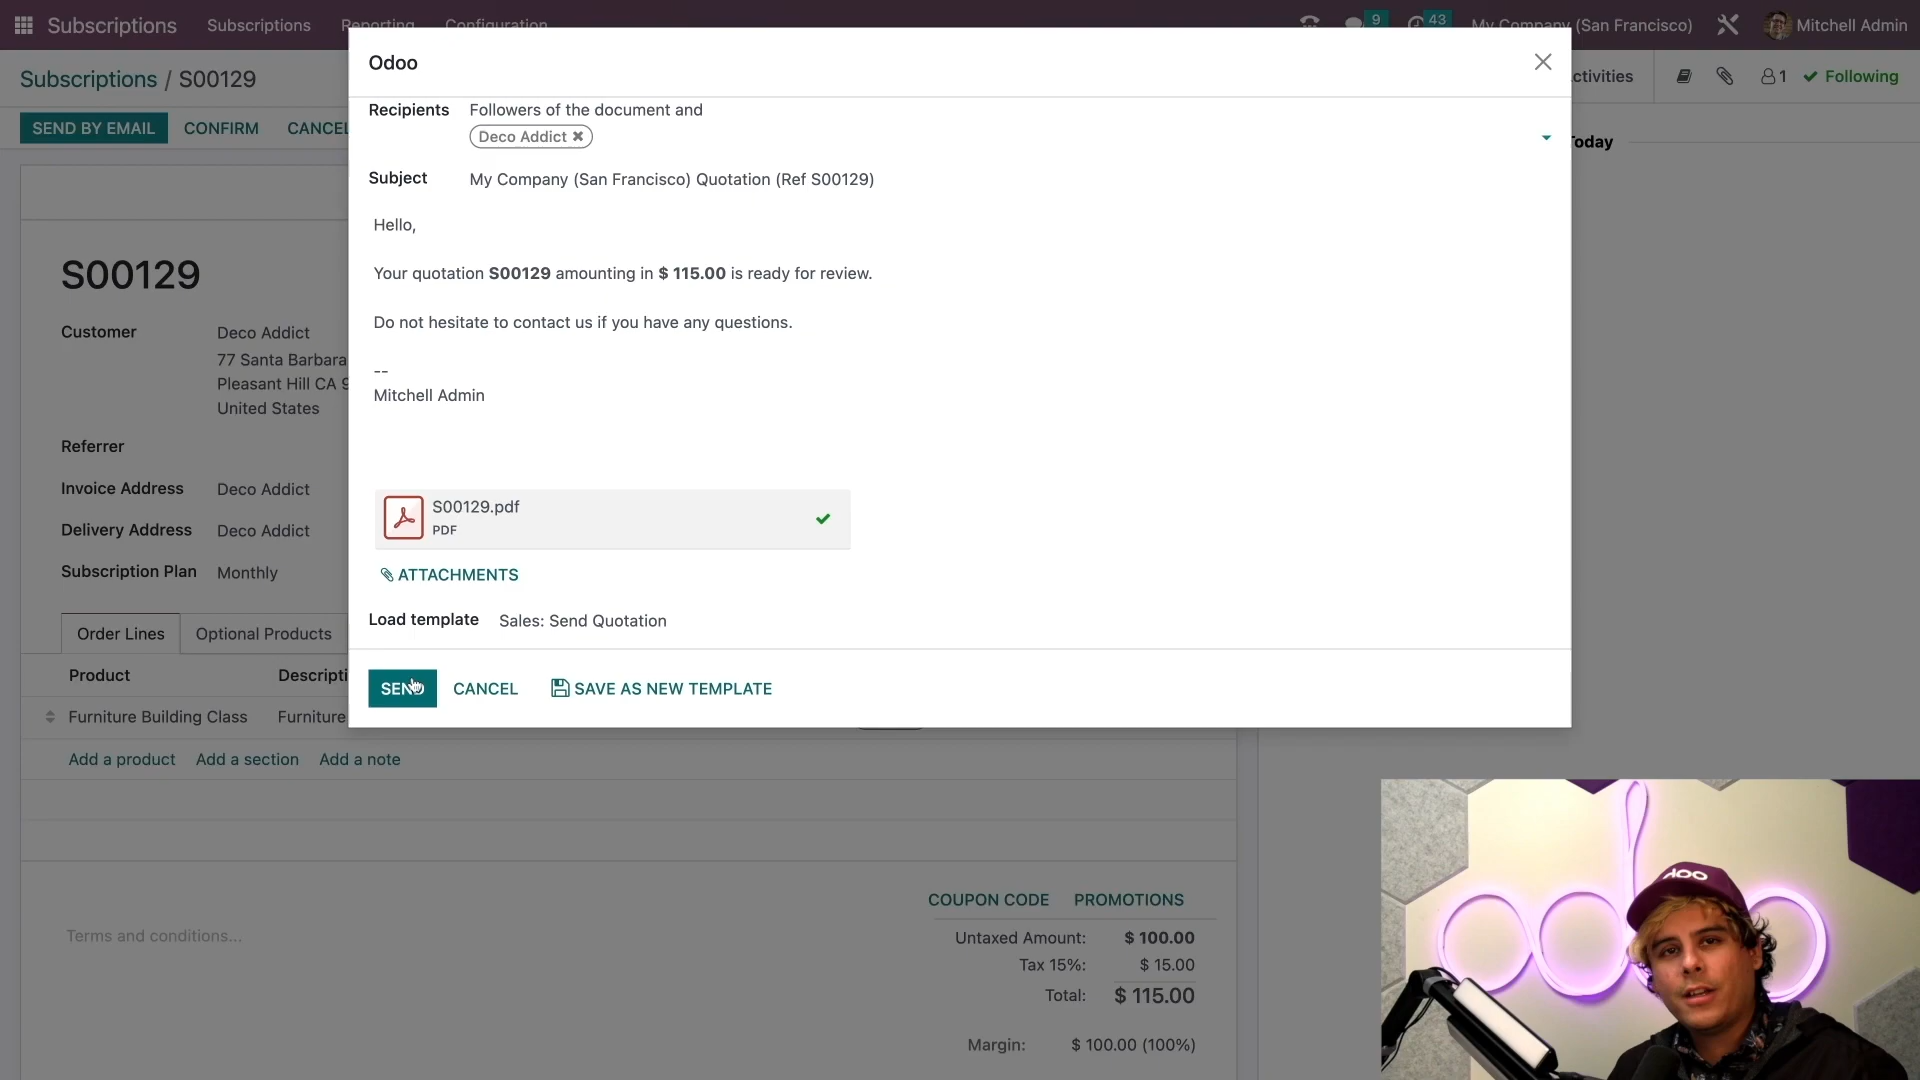 Subscriptions Subscriptions Reporting Configuration 9 43 My Company (San Francisco) Mitchell Admin
Subscriptions / S00129
SEND BY EMAIL CONFIRM CANCEL
ctivities 1 Following
Today
S00129
Customer Deco Addict
77 Santa Barbara
Pleasant Hill CA 9
United States
Referrer
Invoice Address Deco Addict
Delivery Address Deco Addict
Subscription Plan Monthly
Order Lines Optional Products
Product Descripti
Furniture Building Class Furniture
Add a product Add a section Add a note
Terms and conditions...
COUPON CODE PROMOTIONS
Untaxed Amount: $ 100.00
Tax 15%: $ 15.00
Total: $ 115.00
Margin: $ 100.00 (100%)
Odoo
Recipients Followers of the document and
Deco Addict
Subject My Company (San Francisco) Quotation (Ref S00129)
Hello,
Your quotation S00129 amounting in $ 115.00 is ready for review.
Do not hesitate to contact us if you have any questions.
--
Mitchell Admin
S00129.pdf
PDF
ATTACHMENTS
Load template Sales: Send Quotation
SEND CANCEL SAVE AS NEW TEMPLATE